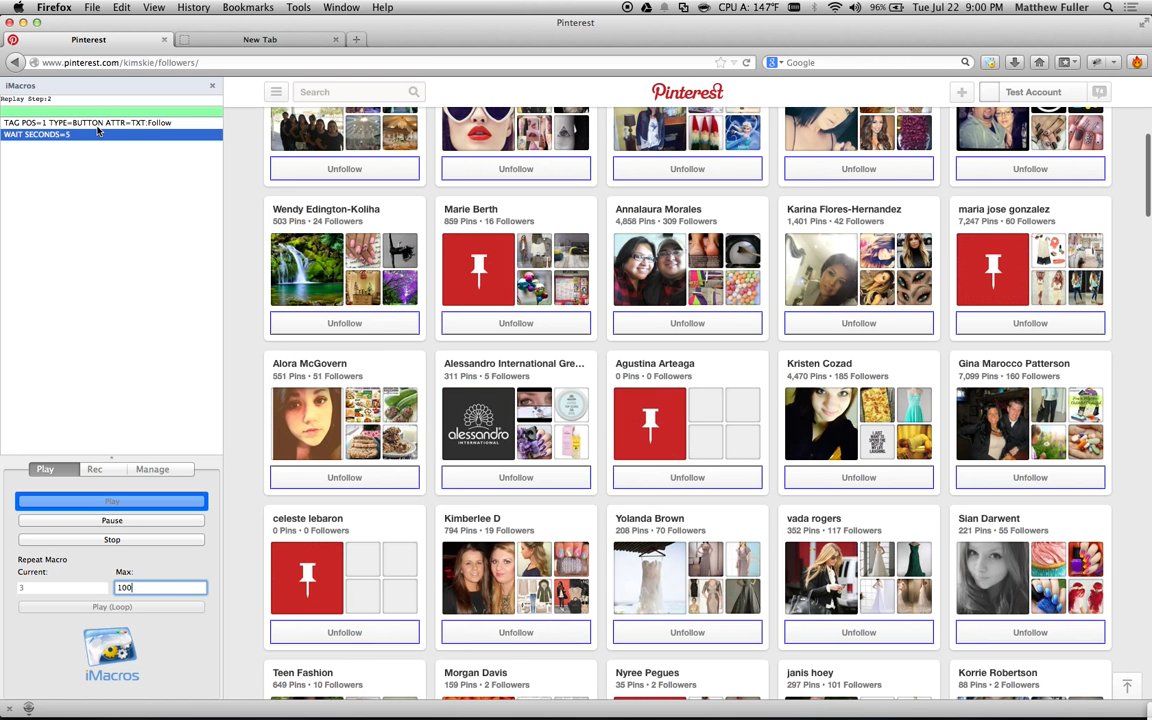 Firefox File Edit View History Bookmarks Tools Window Help CPU A: 147°F 96% Tue Jul 22 9:00 PM Matthew Fuller
Pinterest
Pinterest New Tab
www.pinterest.com/kimskie/followers/ Google
iMacros
Replay Step:2
TAG POS=1 TYPE=BUTTON ATTR=TXT:Follow
WAIT SECONDS=5
Play Rec Manage
Play
Pause
Stop
Repeat Macro
Current: Max:
3 100
Play (Loop)
iMacros
Search Pinterest Test Account
Unfollow Unfollow Unfollow Unfollow Unfollow
Wendy Edington-Koliha Marie Berth Annalaura Morales Karina Flores-Hernandez maria jose gonzalez
503 Pins • 24 Followers 859 Pins • 16 Followers 4,858 Pins • 309 Followers 1,401 Pins • 42 Followers 7,247 Pins • 60 Followers
Unfollow Unfollow Unfollow Unfollow Unfollow
Alora McGovern Alessandro International Gre... Agustina Arteaga Kristen Cozad Gina Marocco Patterson
551 Pins • 51 Followers 311 Pins • 5 Followers 0 Pins • 0 Followers 4,470 Pins • 185 Followers 7,099 Pins • 160 Followers
alessandro
INTERNATIONAL
Unfollow Unfollow Unfollow Unfollow Unfollow
celeste lebaron Kimberlee D Yolanda Brown vada rogers Sian Darwent
0 Pins • 0 Followers 794 Pins • 19 Followers 208 Pins • 70 Followers 352 Pins • 117 Followers 221 Pins • 55 Followers
Unfollow Unfollow Unfollow Unfollow Unfollow
Teen Fashion Morgan Davis Nyree Pegues janis hoey Korrie Robertson
649 Pins • 10 Followers 159 Pins • 2 Followers 35 Pins • 2 Followers 297 Pins • 101 Followers 88 Pins • 2 Followers